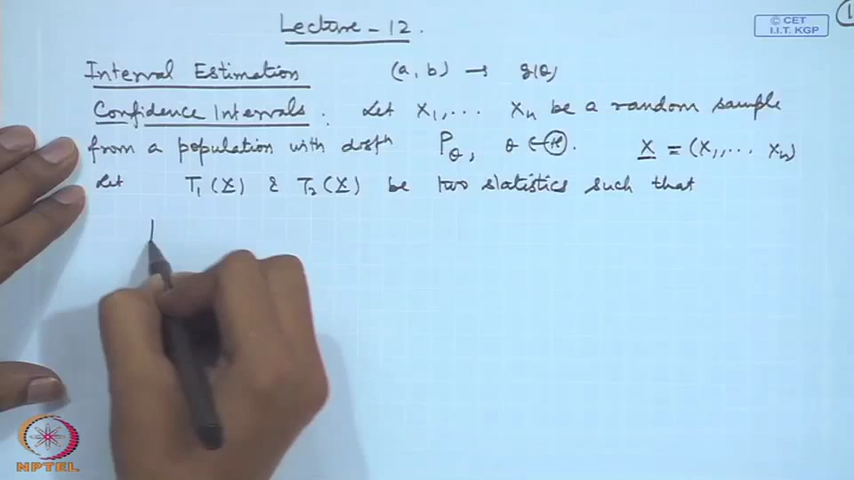 Lecture - 12.
© CET
I.I.T. KGP
Interval Estimation (a, b) → g(θ)
Confidence Intervals : Let X₁, ... Xₙ be a random sample
from a population with distⁿ P_θ, θ ∈ Ⓗ. X = (X₁, ... Xₙ)
Let T₁(X) & T₂(X) be two statistics such that
NPTEL